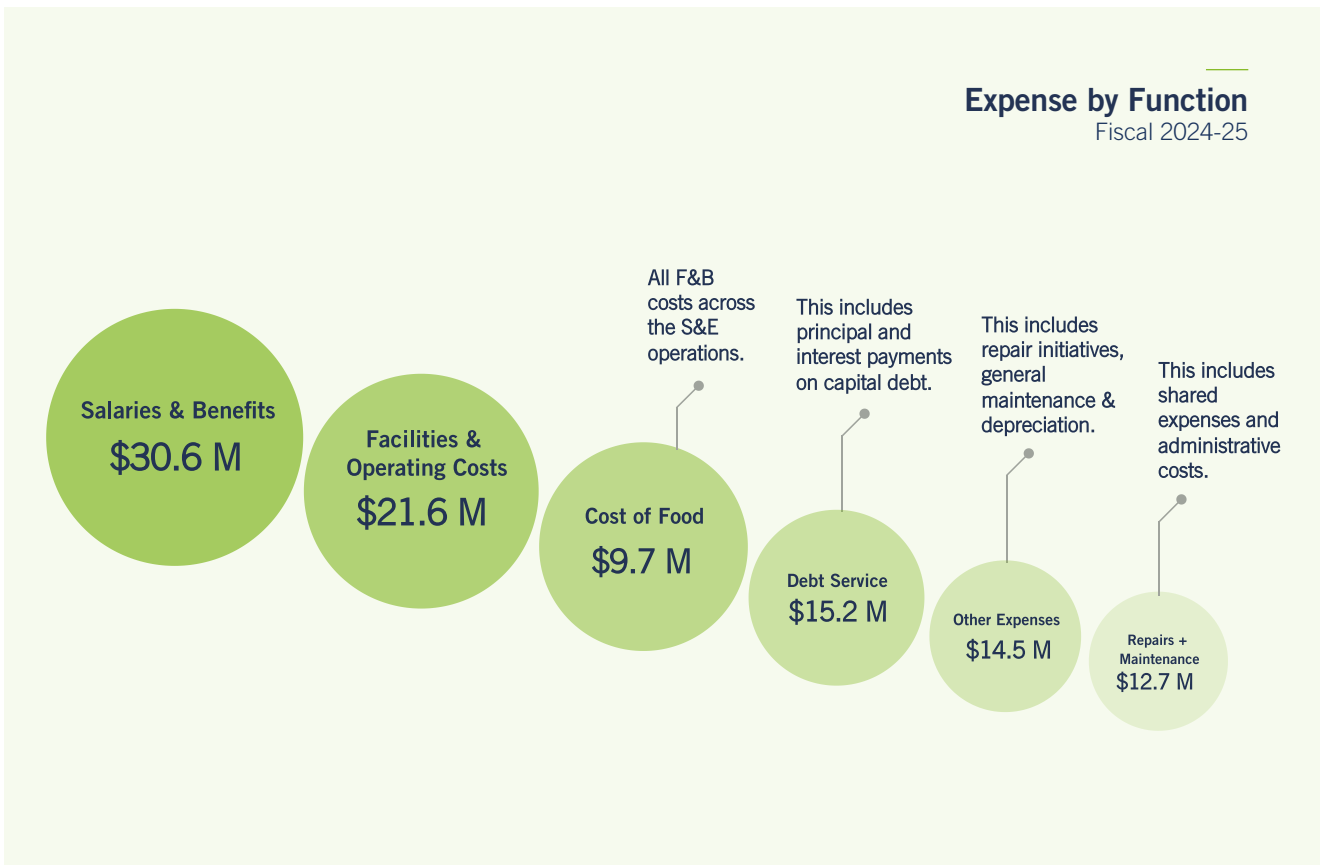 Expense by Function
Fiscal 2024-25
Salaries & Benefits
$30.6 M
Facilities &
Operating Costs
$21.6 M
All F&B
costs across
the S&E
operations.
Cost of Food
$9.7 M
This includes
principal and
interest payments
on capital debt.
Debt Service
$15.2 M
This includes
repair initiatives,
general
maintenance &
depreciation.
Other Expenses
$14.5 M
This includes
shared
expenses and
administrative
costs.
Repairs +
Maintenance
$12.7 M